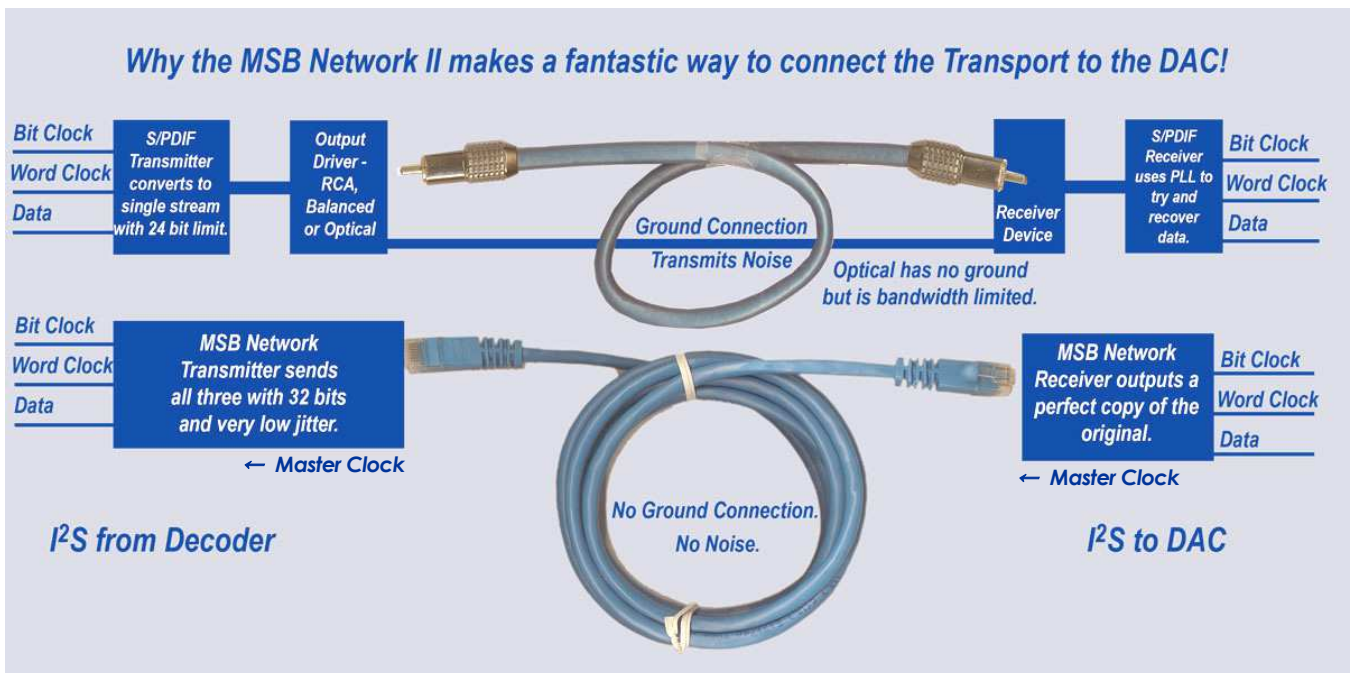 Why the MSB Network II makes a fantastic way to connect the Transport to the DAC!
Bit Clock
Word Clock
Data
S/PDIF
Transmitter
converts to
single stream
with 24 bit limit.
Output
Driver -
RCA,
Balanced
or Optical
Ground Connection
Transmits Noise
Optical has no ground
but is bandwidth limited.
Receiver
Device
S/PDIF
Receiver
uses PLL to
try and
recover
data.
Bit Clock
Word Clock
Data
Bit Clock
Word Clock
Data
MSB Network
Transmitter sends
all three with 32 bits
and very low jitter.
← Master Clock
No Ground Connection.
No Noise.
MSB Network
Receiver outputs a
perfect copy of the
original.
Bit Clock
Word Clock
Data
← Master Clock
I²S from Decoder
I²S to DAC